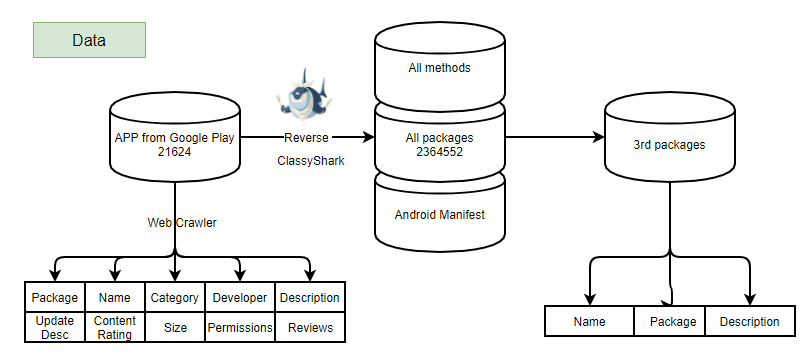 Data
All methods
APP from Google Play
21624
Reverse
ClassyShark
All packages
2364552
3rd packages
Android Manifest
Web Crawler
Package
Name
Category
Developer
Description
Update
Desc
Content
Rating
Size
Permissions
Reviews
Name
Package
Description